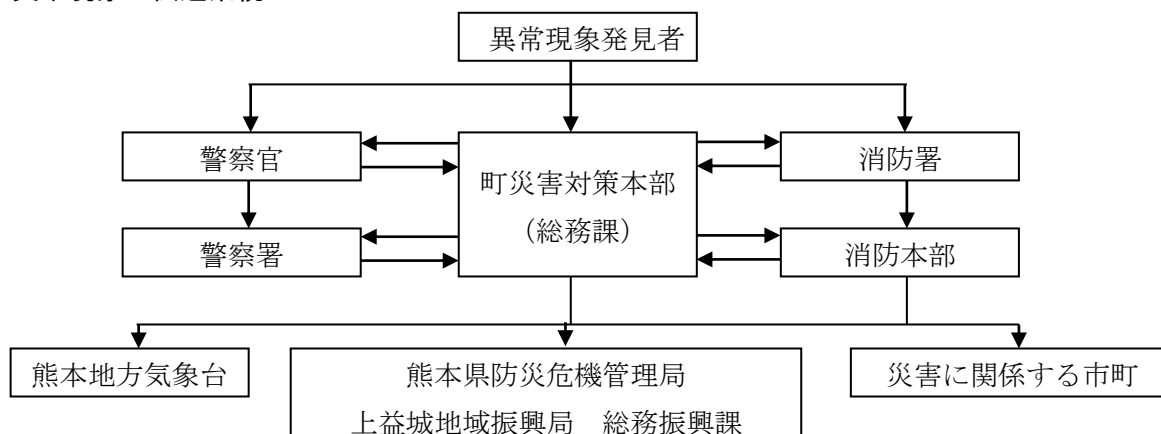 異常現象発見者
警察官
町災害対策本部
（総務課）
消防署
警察署
消防本部
熊本地方気象台
熊本県防災危機管理局
上益城地域振興局　総務振興課
災害に関係する市町